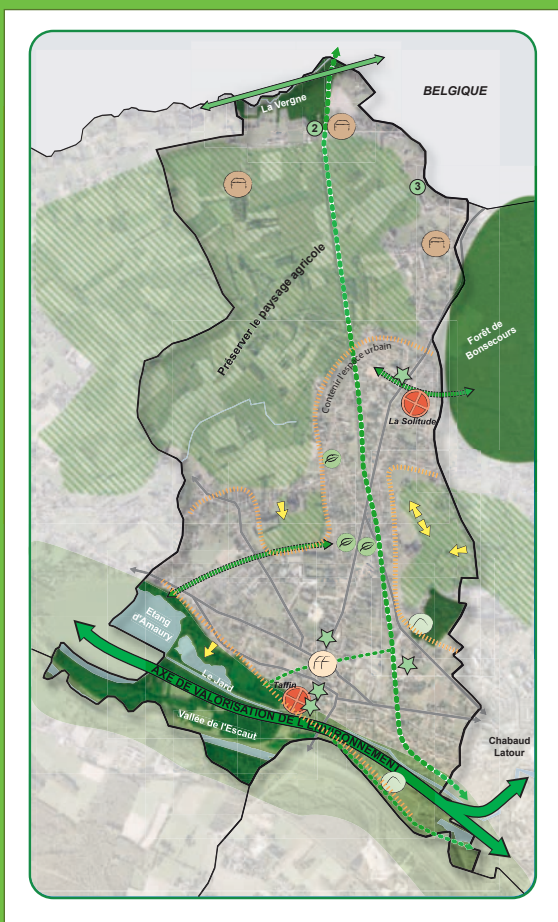 BELGIQUE
La Vergne
2
3
Préserver le paysage agricole
Forêt de
Bonsecours
Contenir l'espace urbain
La Solitude
Etang
d'Amaury
Le Jard
Taffin
AXE DE VALORISATION DE L'ENVIRONNEMENT
Vallée de l'Escaut
Chabaud
Latour